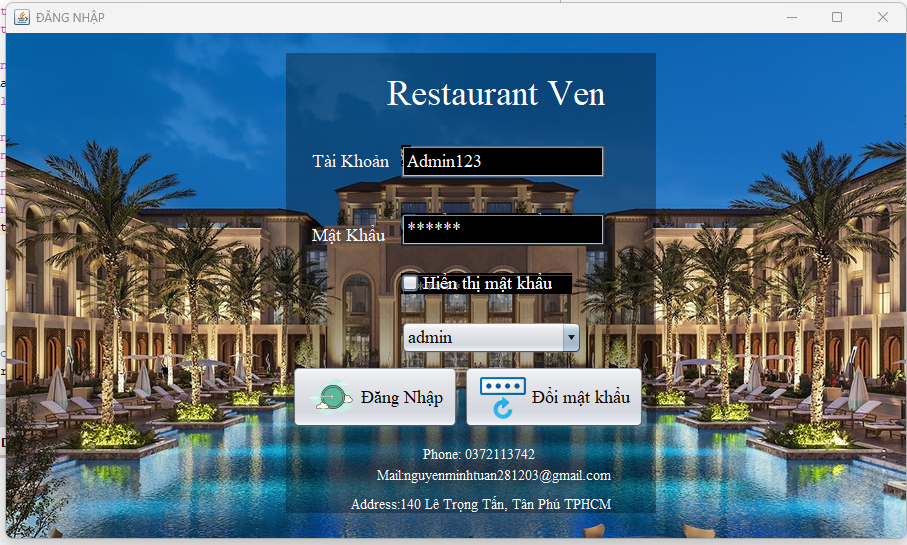 ĐĂNG NHẬP
Restaurant Ven
Tài Khoản Admin123
Mật Khẩu ******
Hiển thị mật khẩu
admin
Đăng Nhập Đổi mật khẩu
Phone: 0372113742
Mail:nguyenminhtuan281203@gmail.com
Address:140 Lê Trọng Tấn, Tân Phú TPHCM